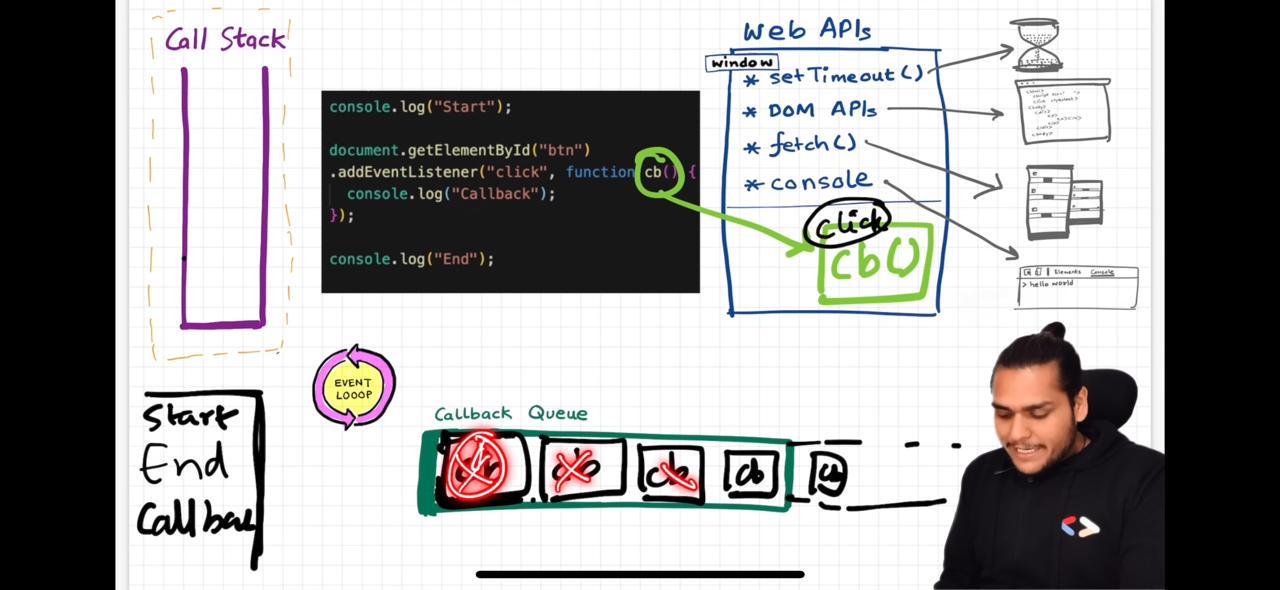 Call Stack
console.log("Start");
document.getElementById("btn")
.addEventListener("click", function cb() {
console.log("Callback");
});
console.log("End");
Web APIs
window
* setTimeout()
* DOM APIs
* fetch()
* console
click
cb()
Elements Console
> hello world
EVENT
LOOOP
Start
End
Callbac
Callback Queue
cb cb cb cb cb